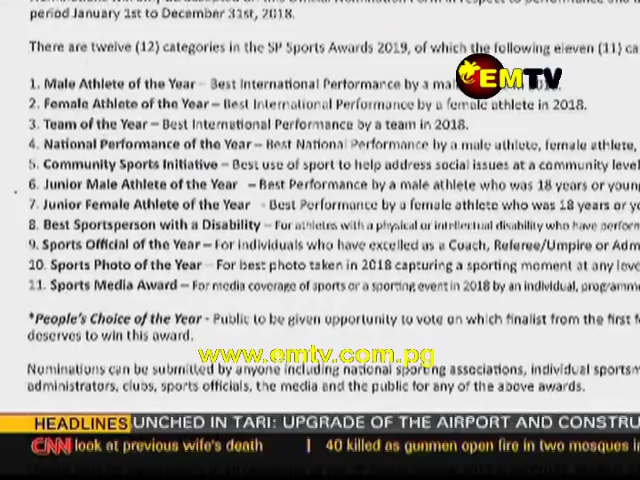 period January 1st to December 31st, 2018.
There are twelve (12) categories in the SP Sports Awards 2019, of which the following eleven (11) ca
EMTV
1. Male Athlete of the Year – Best International Performance by a
2. Female Athlete of the Year – Best International Performance by a female athlete in 2018.
3. Team of the Year – Best International Performance by a team in 2018.
4. National Performance of the Year – Best National Performance by a male athlete, female athlete,
5. Community Sports Initiative – Best use of sport to help address social issues at a community level
6. Junior Male Athlete of the Year – Best Performance by a male athlete who was 18 years or young
7. Junior Female Athlete of the Year - Best Performance by a female athlete who was 18 years or yo
8. Best Sportsperson with a Disability – For athletes with a physical or intellectual disability who have perform
9. Sports Official of the Year – For individuals who have excelled as a Coach, Referee/Umpire or Adm
10. Sports Photo of the Year – For best photo taken in 2018 capturing a sporting moment at any leve
11. Sports Media Award – For media coverage of sports or a sporting event in 2018 by an individual, programme
*People's Choice of the Year - Public to be given opportunity to vote on which finalist from the first f
deserves to win this award.
www.emtv.com.pg
Nominations can be submitted by anyone including national sporting associations, individual sportsm
administrators, clubs, sports officials, the media and the public for any of the above awards.
HEADLINES UNCHED IN TARI: UPGRADE OF THE AIRPORT AND CONSTRU
CNN look at previous wife's death | 40 killed as gunmen open fire in two mosques i